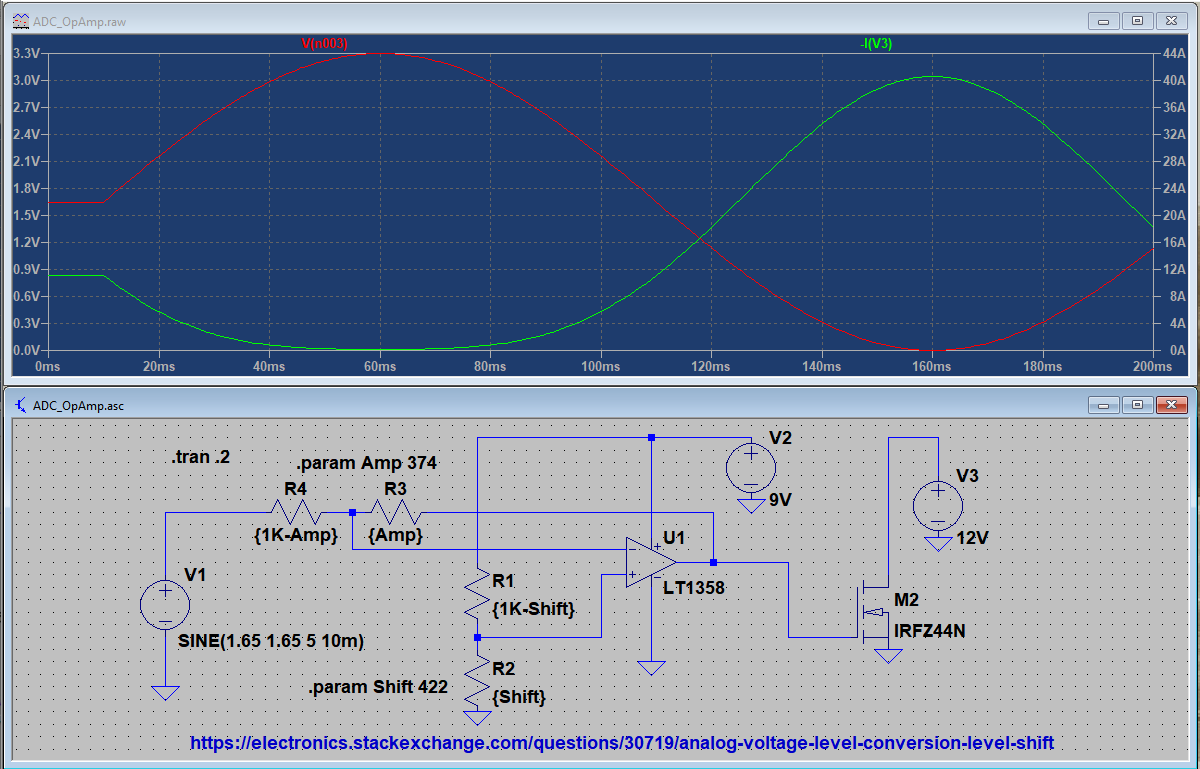 ADC_OpAmp.raw
V(n003) -I(V3)
3.3V 44A
3.0V 40A
2.7V 36A
2.4V 32A
2.1V 28A
1.8V 24A
1.5V 20A
1.2V 16A
0.9V 12A
0.6V 8A
0.3V 4A
0.0V 0A
0ms 20ms 40ms 60ms 80ms 100ms 120ms 140ms 160ms 180ms 200ms
ADC_OpAmp.asc
.tran .2
.param Amp 374
R4 R3
{1K-Amp} {Amp}
V2
9V
V3
12V
U1
LT1358
V1
SINE(1.65 1.65 5 10m)
R1
{1K-Shift}
M2
IRFZ44N
R2
{Shift}
.param Shift 422
https://electronics.stackexchange.com/questions/30719/analog-voltage-level-conversion-level-shift